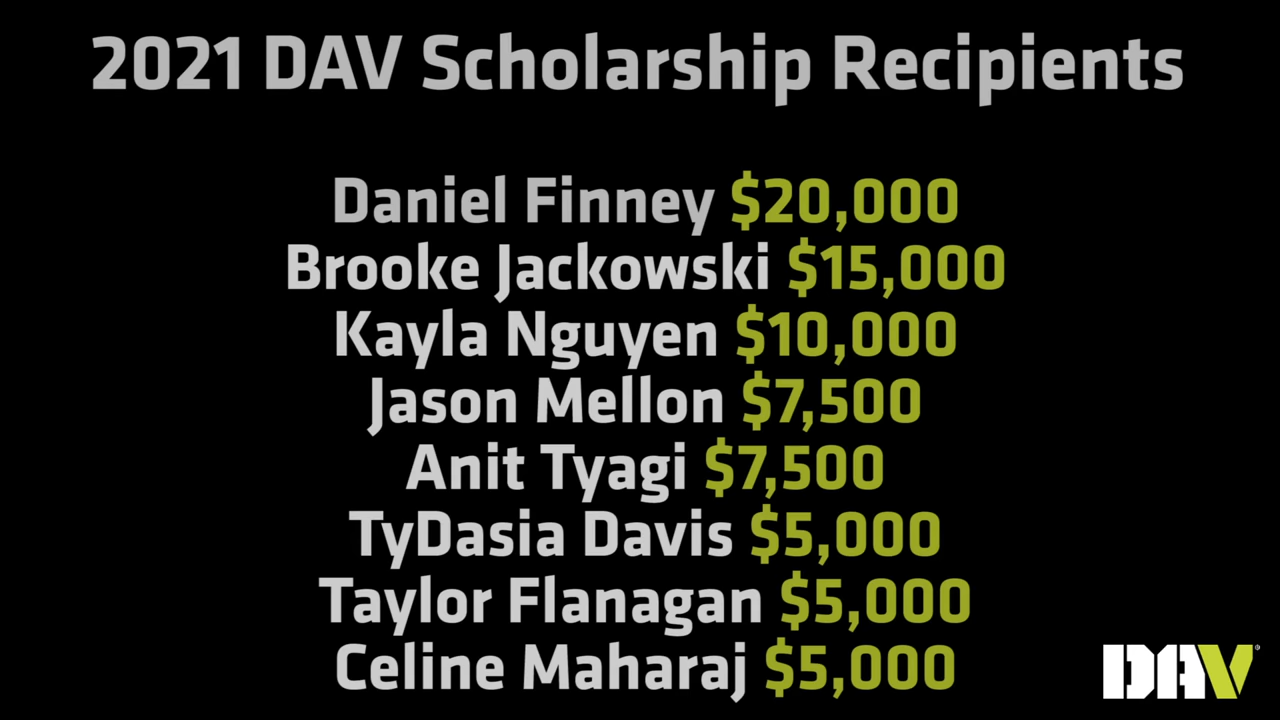 2021 DAV Scholarship Recipients
Daniel Finney $20,000
Brooke Jackowski $15,000
Kayla Nguyen $10,000
Jason Mellon $7,500
Anit Tyagi $7,500
TyDasia Davis $5,000
Taylor Flanagan $5,000
Celine Maharaj $5,000
DAV®